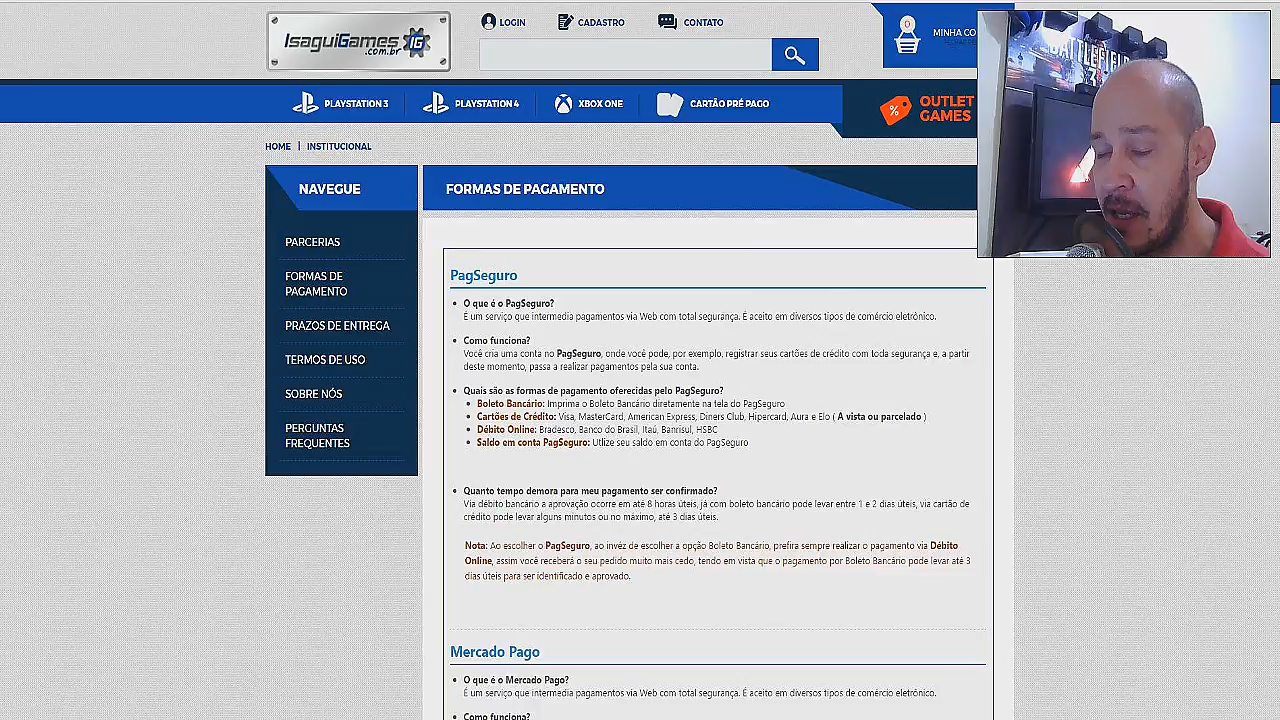 IsaguiGames
.com.br
IG
LOGIN
CADASTRO
CONTATO
0
MINHA CO
PLAYSTATION 3
PLAYSTATION 4
XBOX ONE
CARTÃO PRÉ PAGO
%
OUTLET
GAMES
HOME | INSTITUCIONAL
NAVEGUE
PARCERIAS
FORMAS DE
PAGAMENTO
PRAZOS DE ENTREGA
TERMOS DE USO
SOBRE NÓS
PERGUNTAS
FREQUENTES
FORMAS DE PAGAMENTO
PagSeguro
O que é o PagSeguro?
É um serviço que intermedia pagamentos via Web com total segurança. É aceito em diversos tipos de comércio eletrônico.
Como funciona?
Você cria uma conta no PagSeguro, onde você pode, por exemplo, registrar seus cartões de crédito com toda segurança e, a partir
deste momento, passa a realizar pagamentos pela sua conta.
Quais são as formas de pagamento oferecidas pelo PagSeguro?
Boleto Bancário: Imprima o Boleto Bancário diretamente na tela do PagSeguro
Cartões de Crédito: Visa, MasterCard, American Express, Diners Club, Hipercard, Aura e Elo ( A vista ou parcelado )
Débito Online: Bradesco, Banco do Brasil, Itaú, Banrisul, HSBC
Saldo em conta PagSeguro: Utlize seu saldo em conta do PagSeguro
Quanto tempo demora para meu pagamento ser confirmado?
Via débito bancário a aprovação ocorre em até 8 horas úteis, já com boleto bancário pode levar entre 1 e 2 dias úteis, via cartão de
crédito pode levar alguns minutos ou no máximo, até 3 dias úteis.
Nota: Ao escolher o PagSeguro, ao invéz de escolher a opção Boleto Bancário, prefira sempre realizar o pagamento via Débito
Online, assim você receberá o seu pedido muito mais cedo, tendo em vista que o pagamento por Boleto Bancário pode levar até 3
dias úteis para ser identificado e aprovado.
Mercado Pago
O que é o Mercado Pago?
É um serviço que intermedia pagamentos via Web com total segurança. É aceito em diversos tipos de comércio eletrônico.
Como funciona?